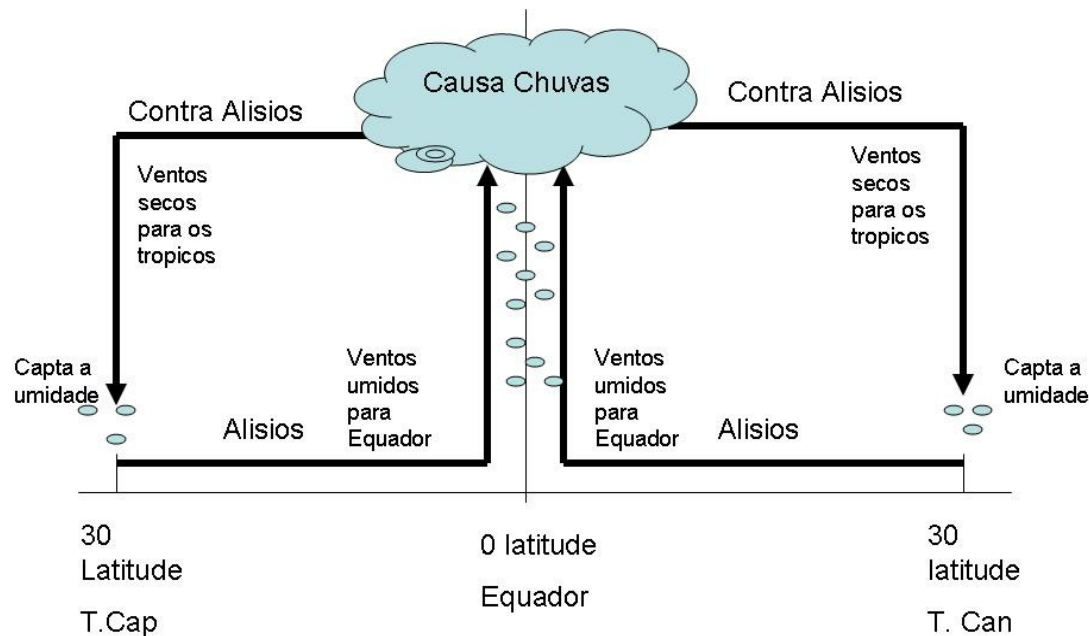 Causa Chuvas
Contra Alisios
Contra Alisios
Ventos
secos
para os
tropicos
Ventos
secos
para os
tropicos
Capta a
umidade
Ventos
umidos
para
Equador
Ventos
umidos
para
Equador
Capta a
umidade
Alisios
Alisios
30
Latitude
T.Cap
0 latitude
Equador
30
latitude
T. Can